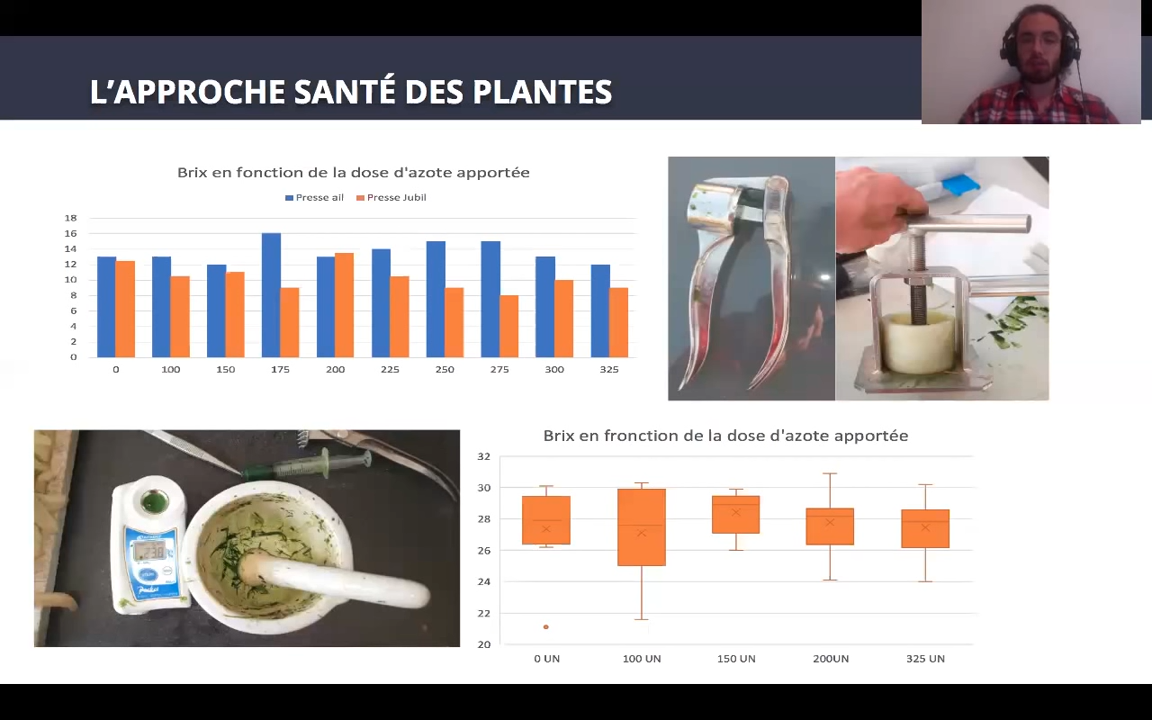 L'APPROCHE SANTÉ DES PLANTES
Brix en fonction de la dose d'azote apportée
Presse ail Presse Jubil
18
16
14
12
10
8
6
4
2
0
0 100 150 175 200 225 250 275 300 325
Brix en fronction de la dose d'azote apportée
32
30
28
26
24
22
20
0 UN 100 UN 150 UN 200UN 325 UN